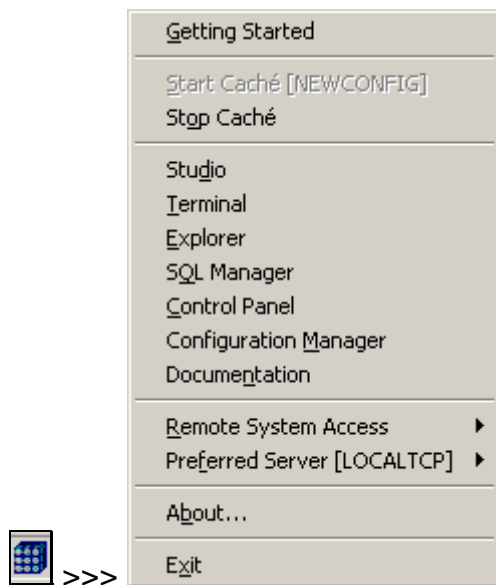 Getting Started
Start Caché [NEWCONFIG]
Stop Caché
Studio
Terminal
Explorer
SQL Manager
Control Panel
Configuration Manager
Documentation
Remote System Access
Preferred Server [LOCALTCP]
About...
>>> Exit